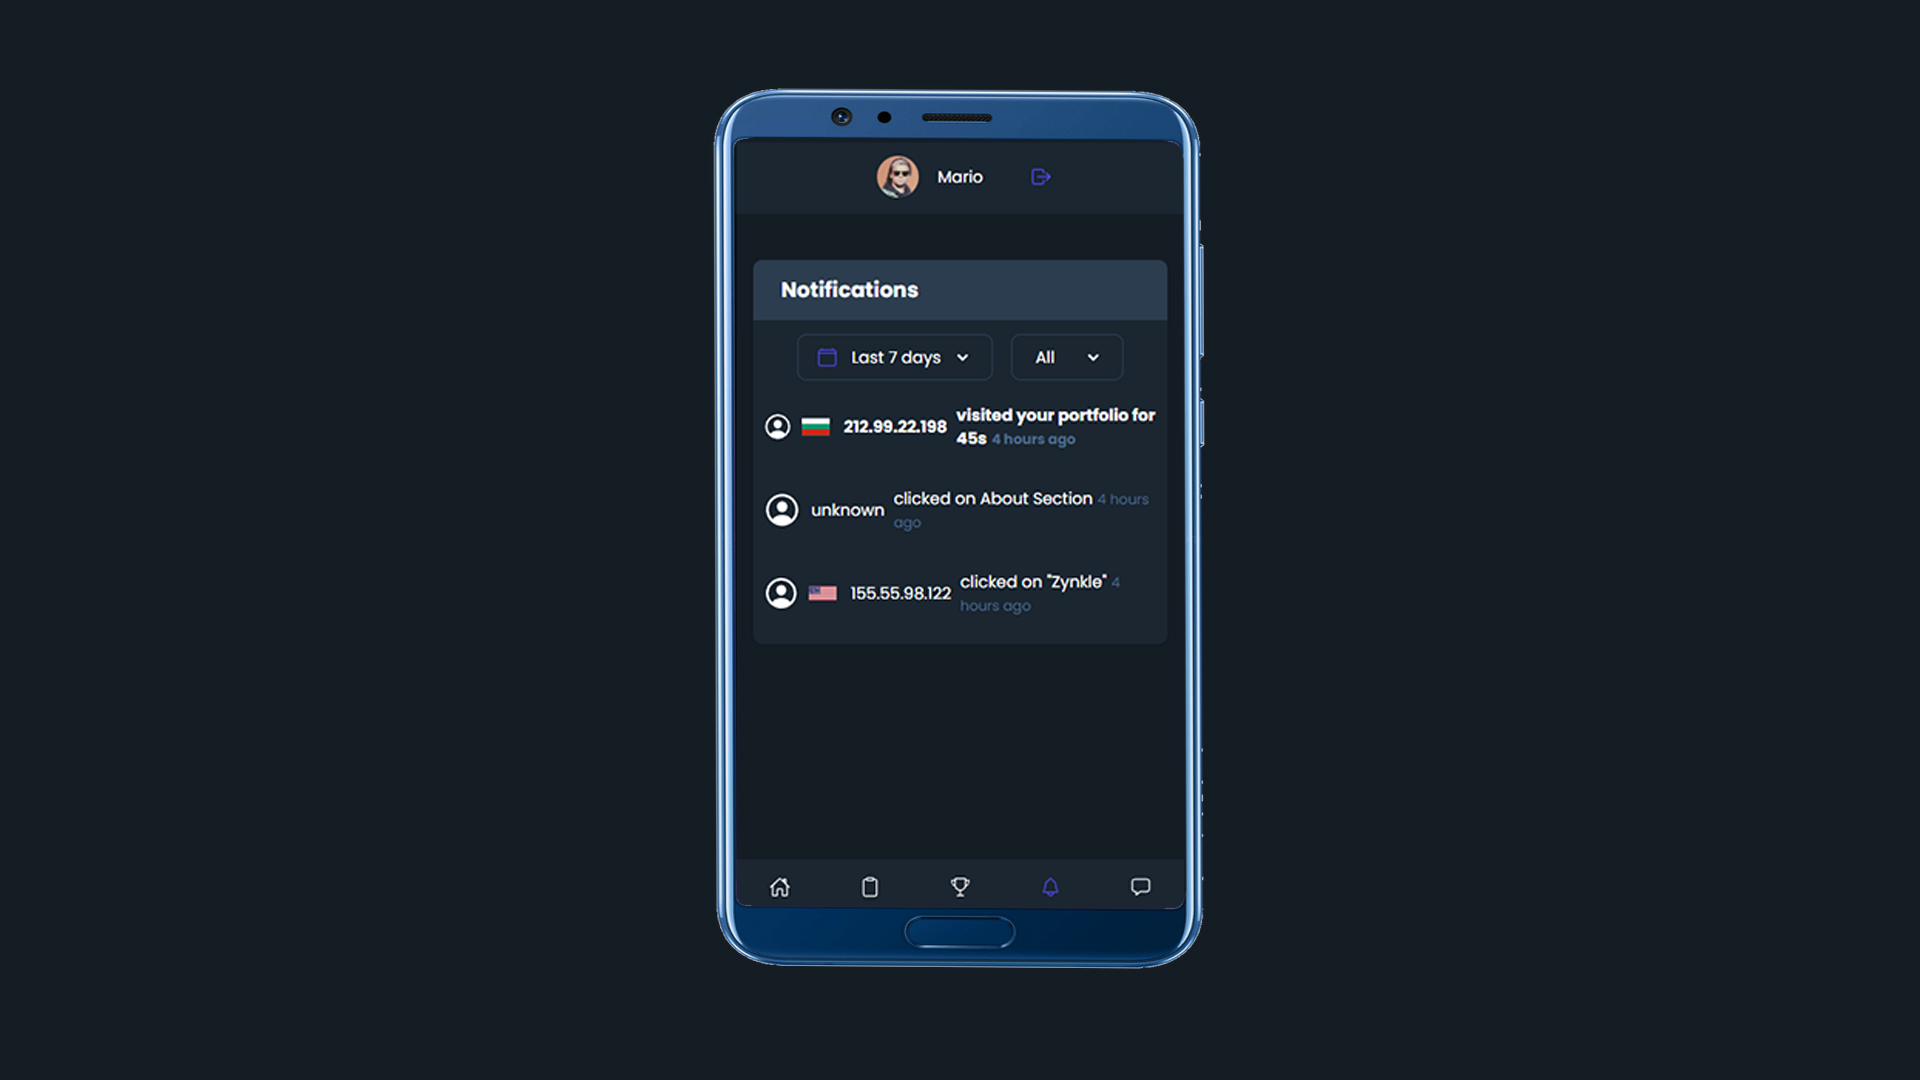 Mario
Notifications
Last 7 days
All
212.99.22.198 visited your portfolio for
45s 4 hours ago
unknown clicked on About Section 4 hours
ago
155.55.98.122 clicked on "Zynkle" 4
hours ago